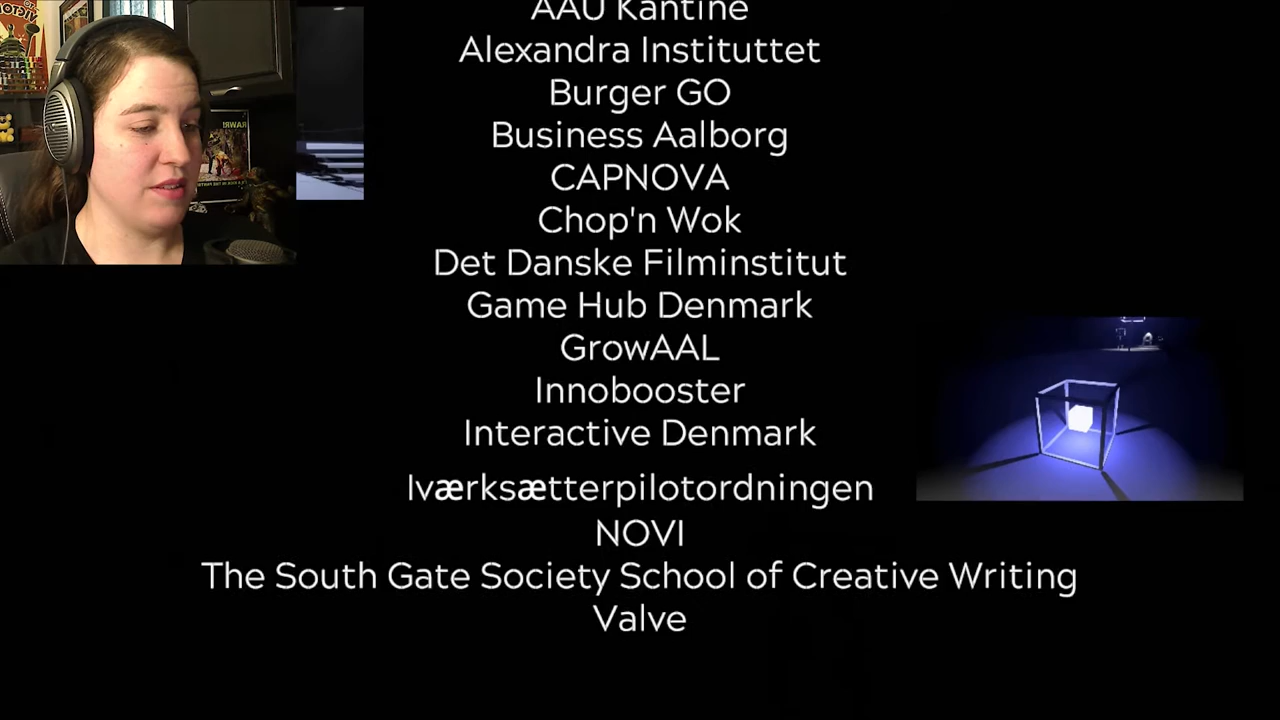 AAU Kantine
Alexandra Instituttet
Burger GO
Business Aalborg
CAPNOVA
Chop'n Wok
Det Danske Filminstitut
Game Hub Denmark
GrowAAL
Innobooster
Interactive Denmark
Iværksætterpilotordningen
NOVI
The South Gate Society School of Creative Writing
Valve